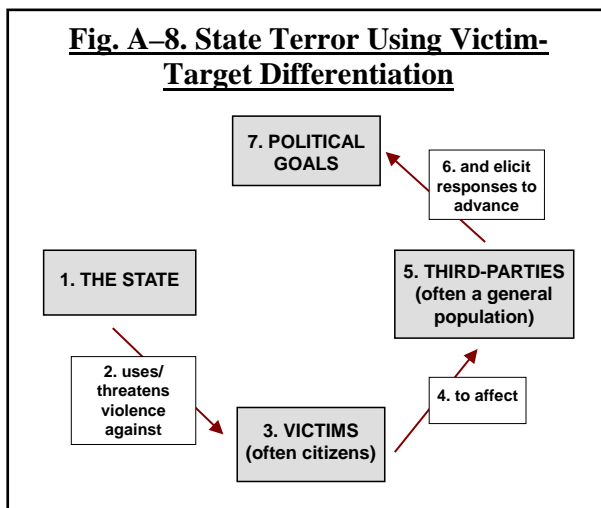 Fig. A–8. State Terror Using Victim-
Target Differentiation
1. THE STATE
2. uses/
threatens
violence
against
3. VICTIMS
(often citizens)
4. to affect
5. THIRD-PARTIES
(often a general
population)
6. and elicit
responses to
advance
7. POLITICAL
GOALS